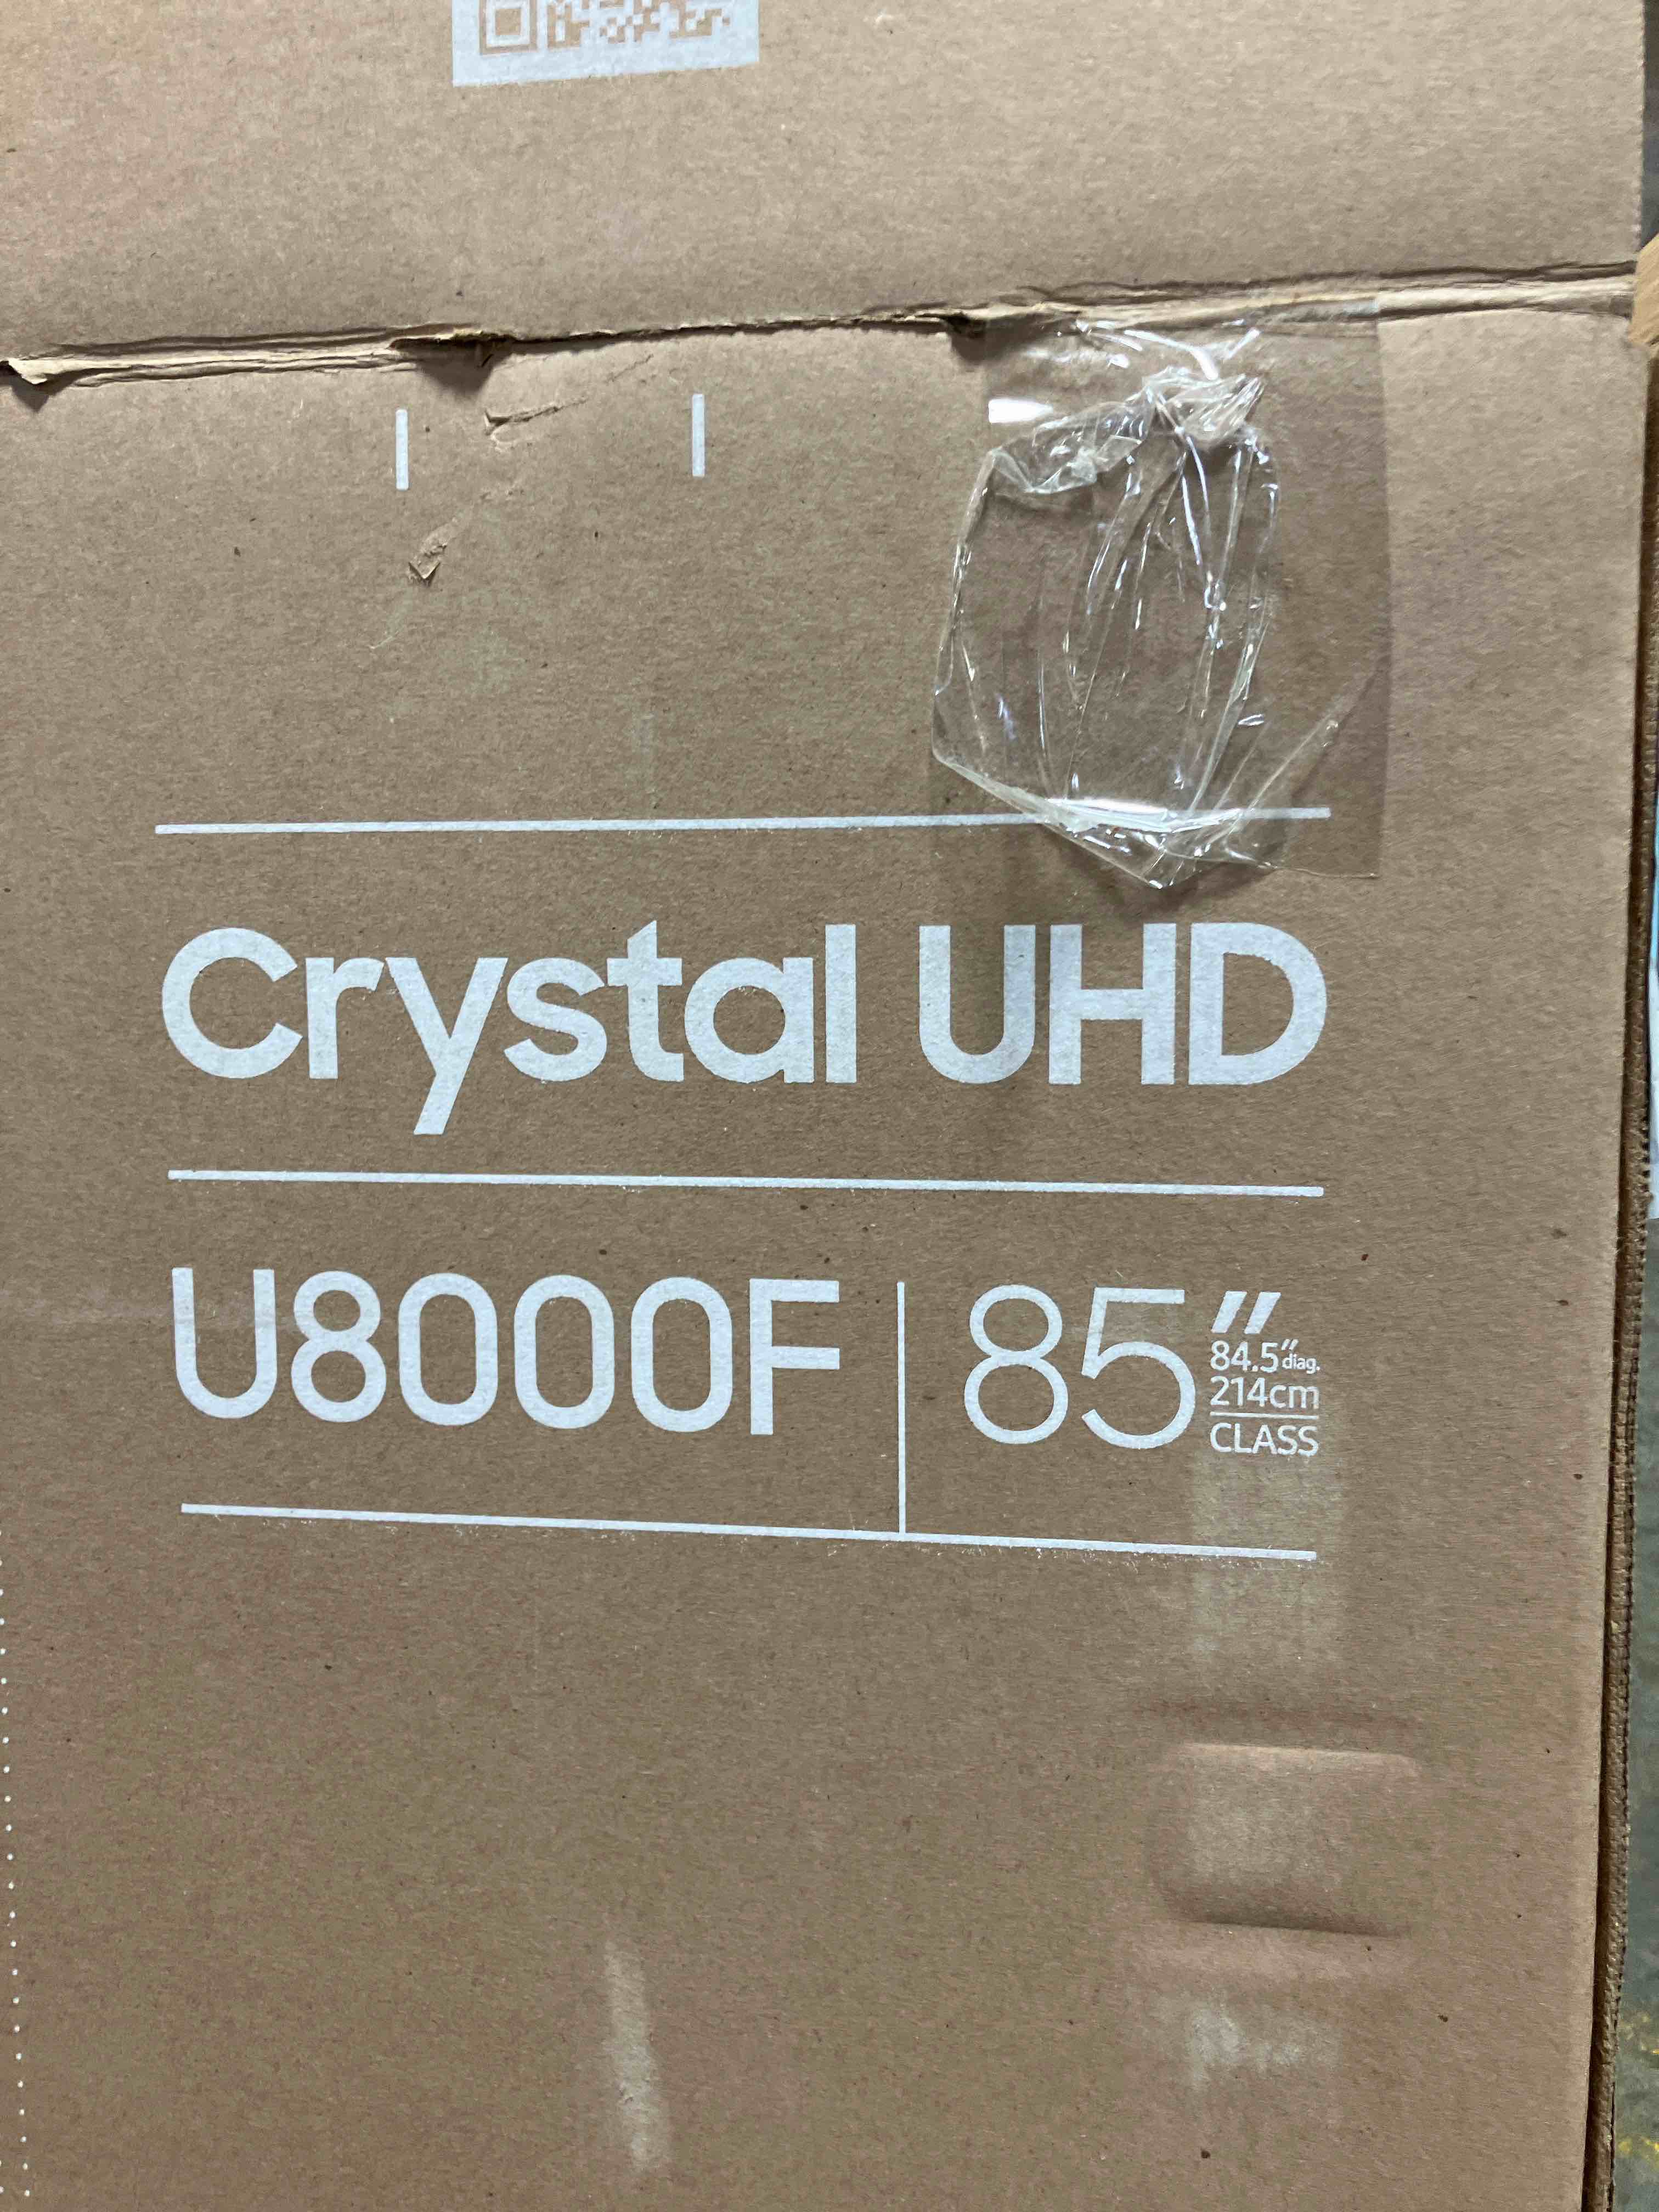 Crystal UHD
U8000F | 85"
84.5" diag.
214cm
CLASS